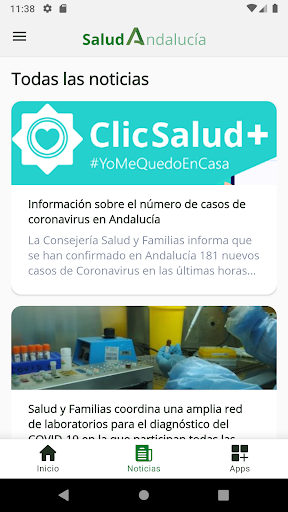 11:38
Salud Andalucía
Todas las noticias
ClicSalud+
#YoMeQuedoEnCasa
Información sobre el número de casos de
coronavirus en Andalucía
La Consejería Salud y Familias informa que
se han confirmado en Andalucía 181 nuevos
casos de Coronavirus en las últimas horas...
Salud y Familias coordina una amplia red
de laboratorios para el diagnóstico del
COVID-19 en la que participan todas las
Inicio
Noticias
Apps